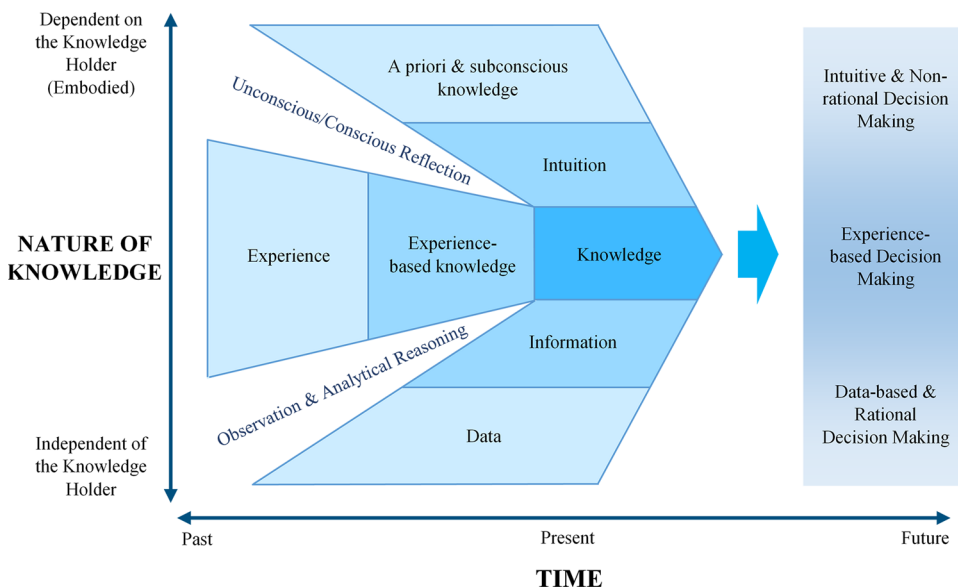 Dependent on
the Knowledge
Holder
(Embodied)
NATURE OF
KNOWLEDGE
Independent of
the Knowledge
Holder
A priori & subconscious
knowledge
Unconscious/Conscious Reflection
Intuition
Experience
Experience-
based knowledge
Knowledge
Information
Observation & Analytical Reasoning
Data
Intuitive & Non-
rational Decision
Making
Experience-
based Decision
Making
Data-based &
Rational
Decision Making
Past
Present
Future
TIME